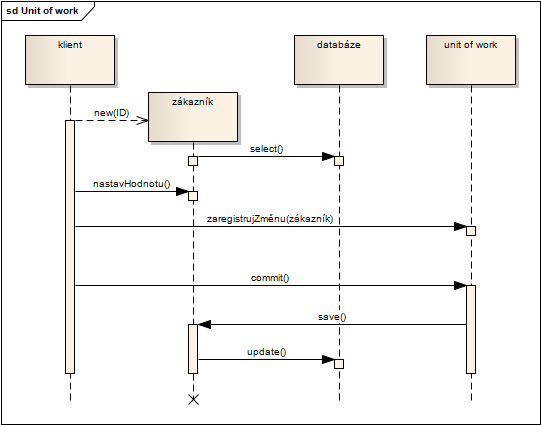 sd Unit of work
klient
databáze
unit of work
zákazník
new(ID)
select()
nastavHodnotu()
zaregistrujZměnu(zákazník)
commit()
save()
update()